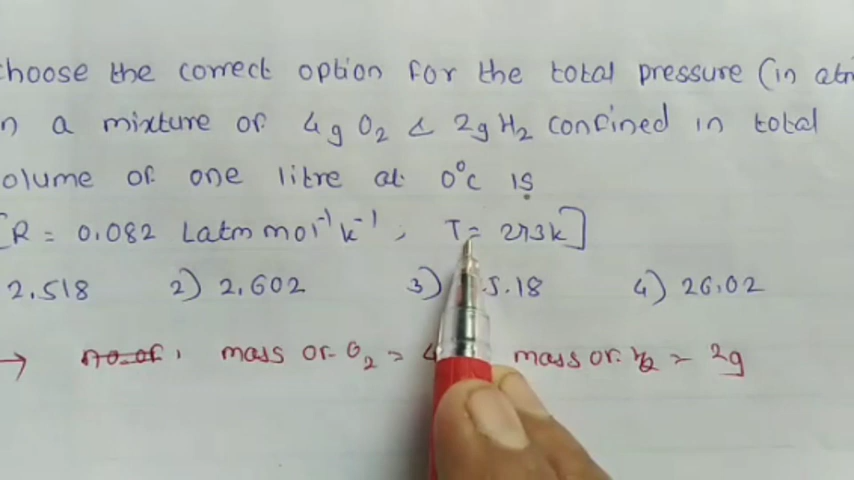 choose the correct option for the total pressure (in atm
n a mixture of 4g O₂ & 2g H₂ confined in total
olume of one litre at 0°C is
[R = 0.082 Latm mol⁻¹ k⁻¹, T = 273k]
2.518 2) 2.602 3) 5.18 4) 26.02
→ no.of, mass of O₂ = 4 mass of H₂ = 2g